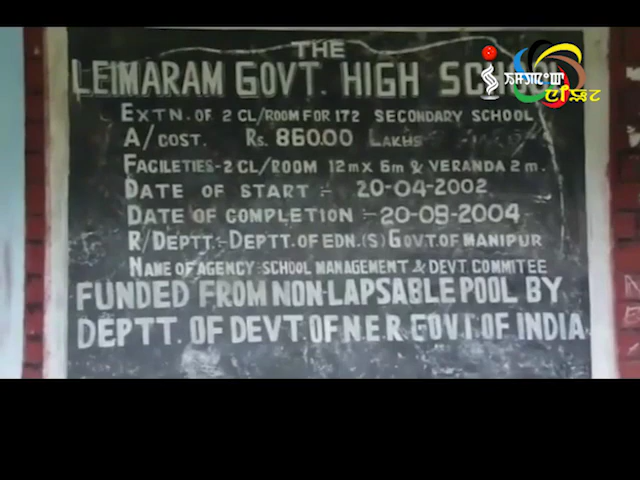 THE
LEIMARAM GOVT. HIGH SCHOOL
EXTN. OF 2 CL/ROOM FOR 172 SECONDARY SCHOOL
A/COST. Rs. 860.00 LAKHS
FACILETIES-2 CL/ROOM 12m x 6m & VERANDA 2m.
DATE OF START :- 20-04-2002
DATE OF COMPLETION :-20-09-2004
R/DEPTT:-DEPTT.OF EDN.(S) GOVT.OF MANIPUR
NAME OF AGENCY:SCHOOL MANAGEMENT & DEVT. COMMITEE
FUNDED FROM NON-LAPSABLE POOL BY
DEPTT. OF DEVT. OF N.E.R. GOVT. OF INDIA